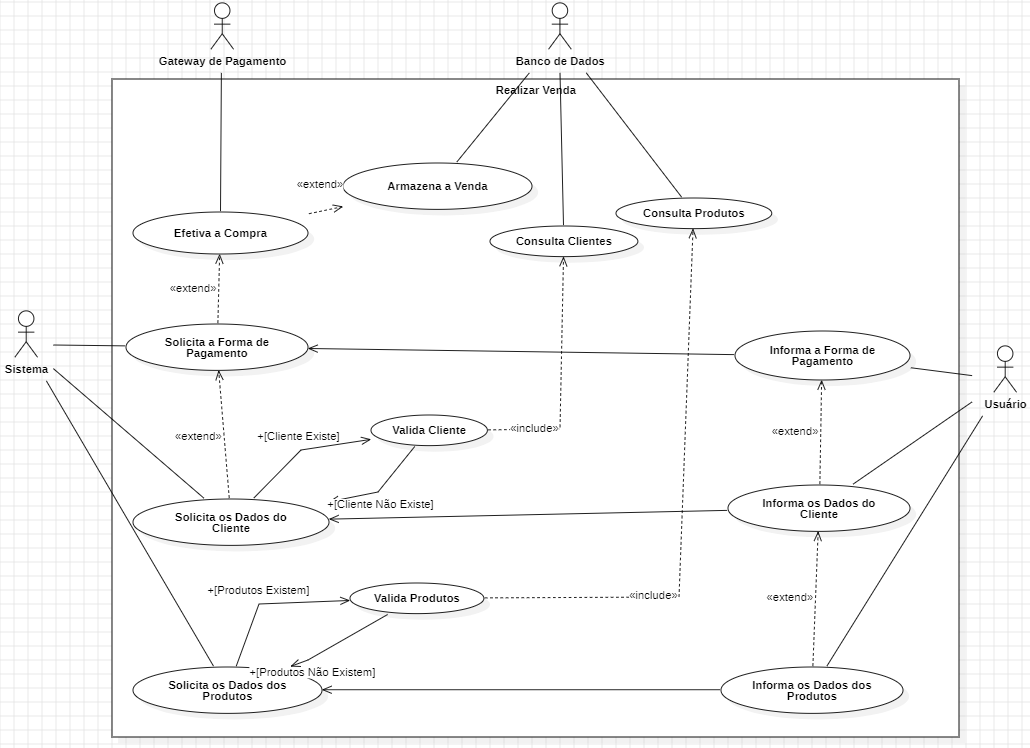 Gateway de Pagamento
Banco de Dados
Realizar Venda
«extend»
Armazena a Venda
Consulta Produtos
Efetiva a Compra
Consulta Clientes
«extend»
Solicita a Forma de
Pagamento
Informa a Forma de
Pagamento
Sistema
Usuário
«extend»
+[Cliente Existe]
Valida Cliente
«include»
«extend»
+[Cliente Não Existe]
Solicita os Dados do
Cliente
Informa os Dados do
Cliente
+[Produtos Existem]
Valida Produtos
«include»
«extend»
+[Produtos Não Existem]
Solicita os Dados dos
Produtos
Informa os Dados dos
Produtos